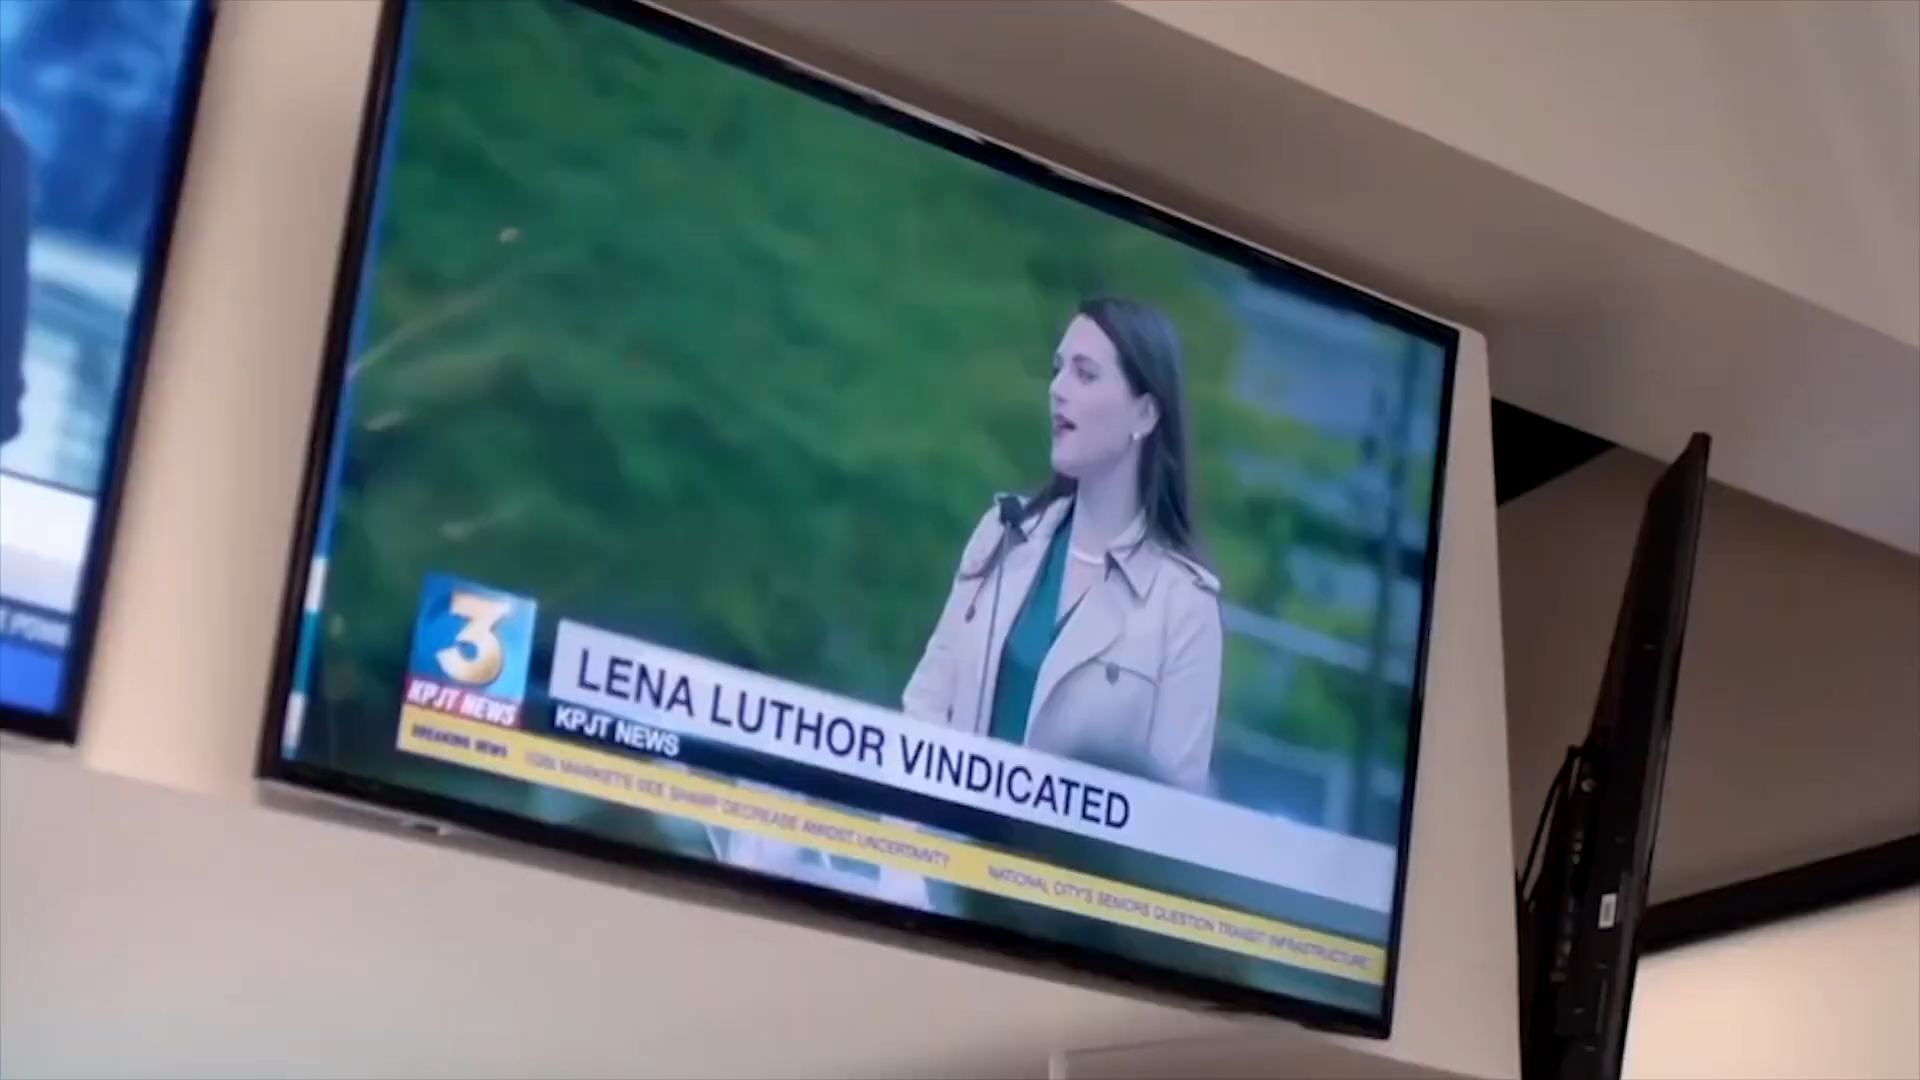 3
KPJT NEWS
LENA LUTHOR VINDICATED
KPJT NEWS
BREAKING NEWS
MARKETS SEE SHARP DECREASE AMIDST UNCERTAINTY NATIONAL CITY'S SENIORS QUESTION TRANSIT INFRASTRUCTURE